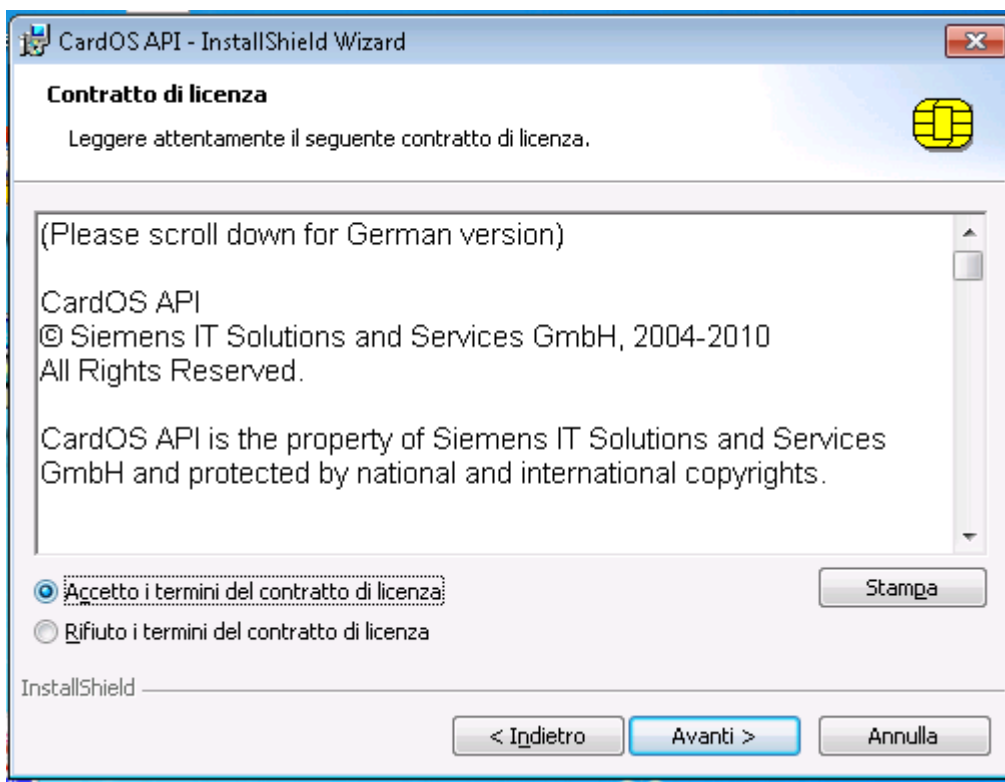 CardOS API - InstallShield Wizard
Contratto di licenza
Leggere attentamente il seguente contratto di licenza.
(Please scroll down for German version)
CardOS API
© Siemens IT Solutions and Services GmbH, 2004-2010
All Rights Reserved.
CardOS API is the property of Siemens IT Solutions and Services
GmbH and protected by national and international copyrights.
Accetto i termini del contratto di licenza
Stampa
Rifiuto i termini del contratto di licenza
InstallShield
< Indietro
Avanti >
Annulla